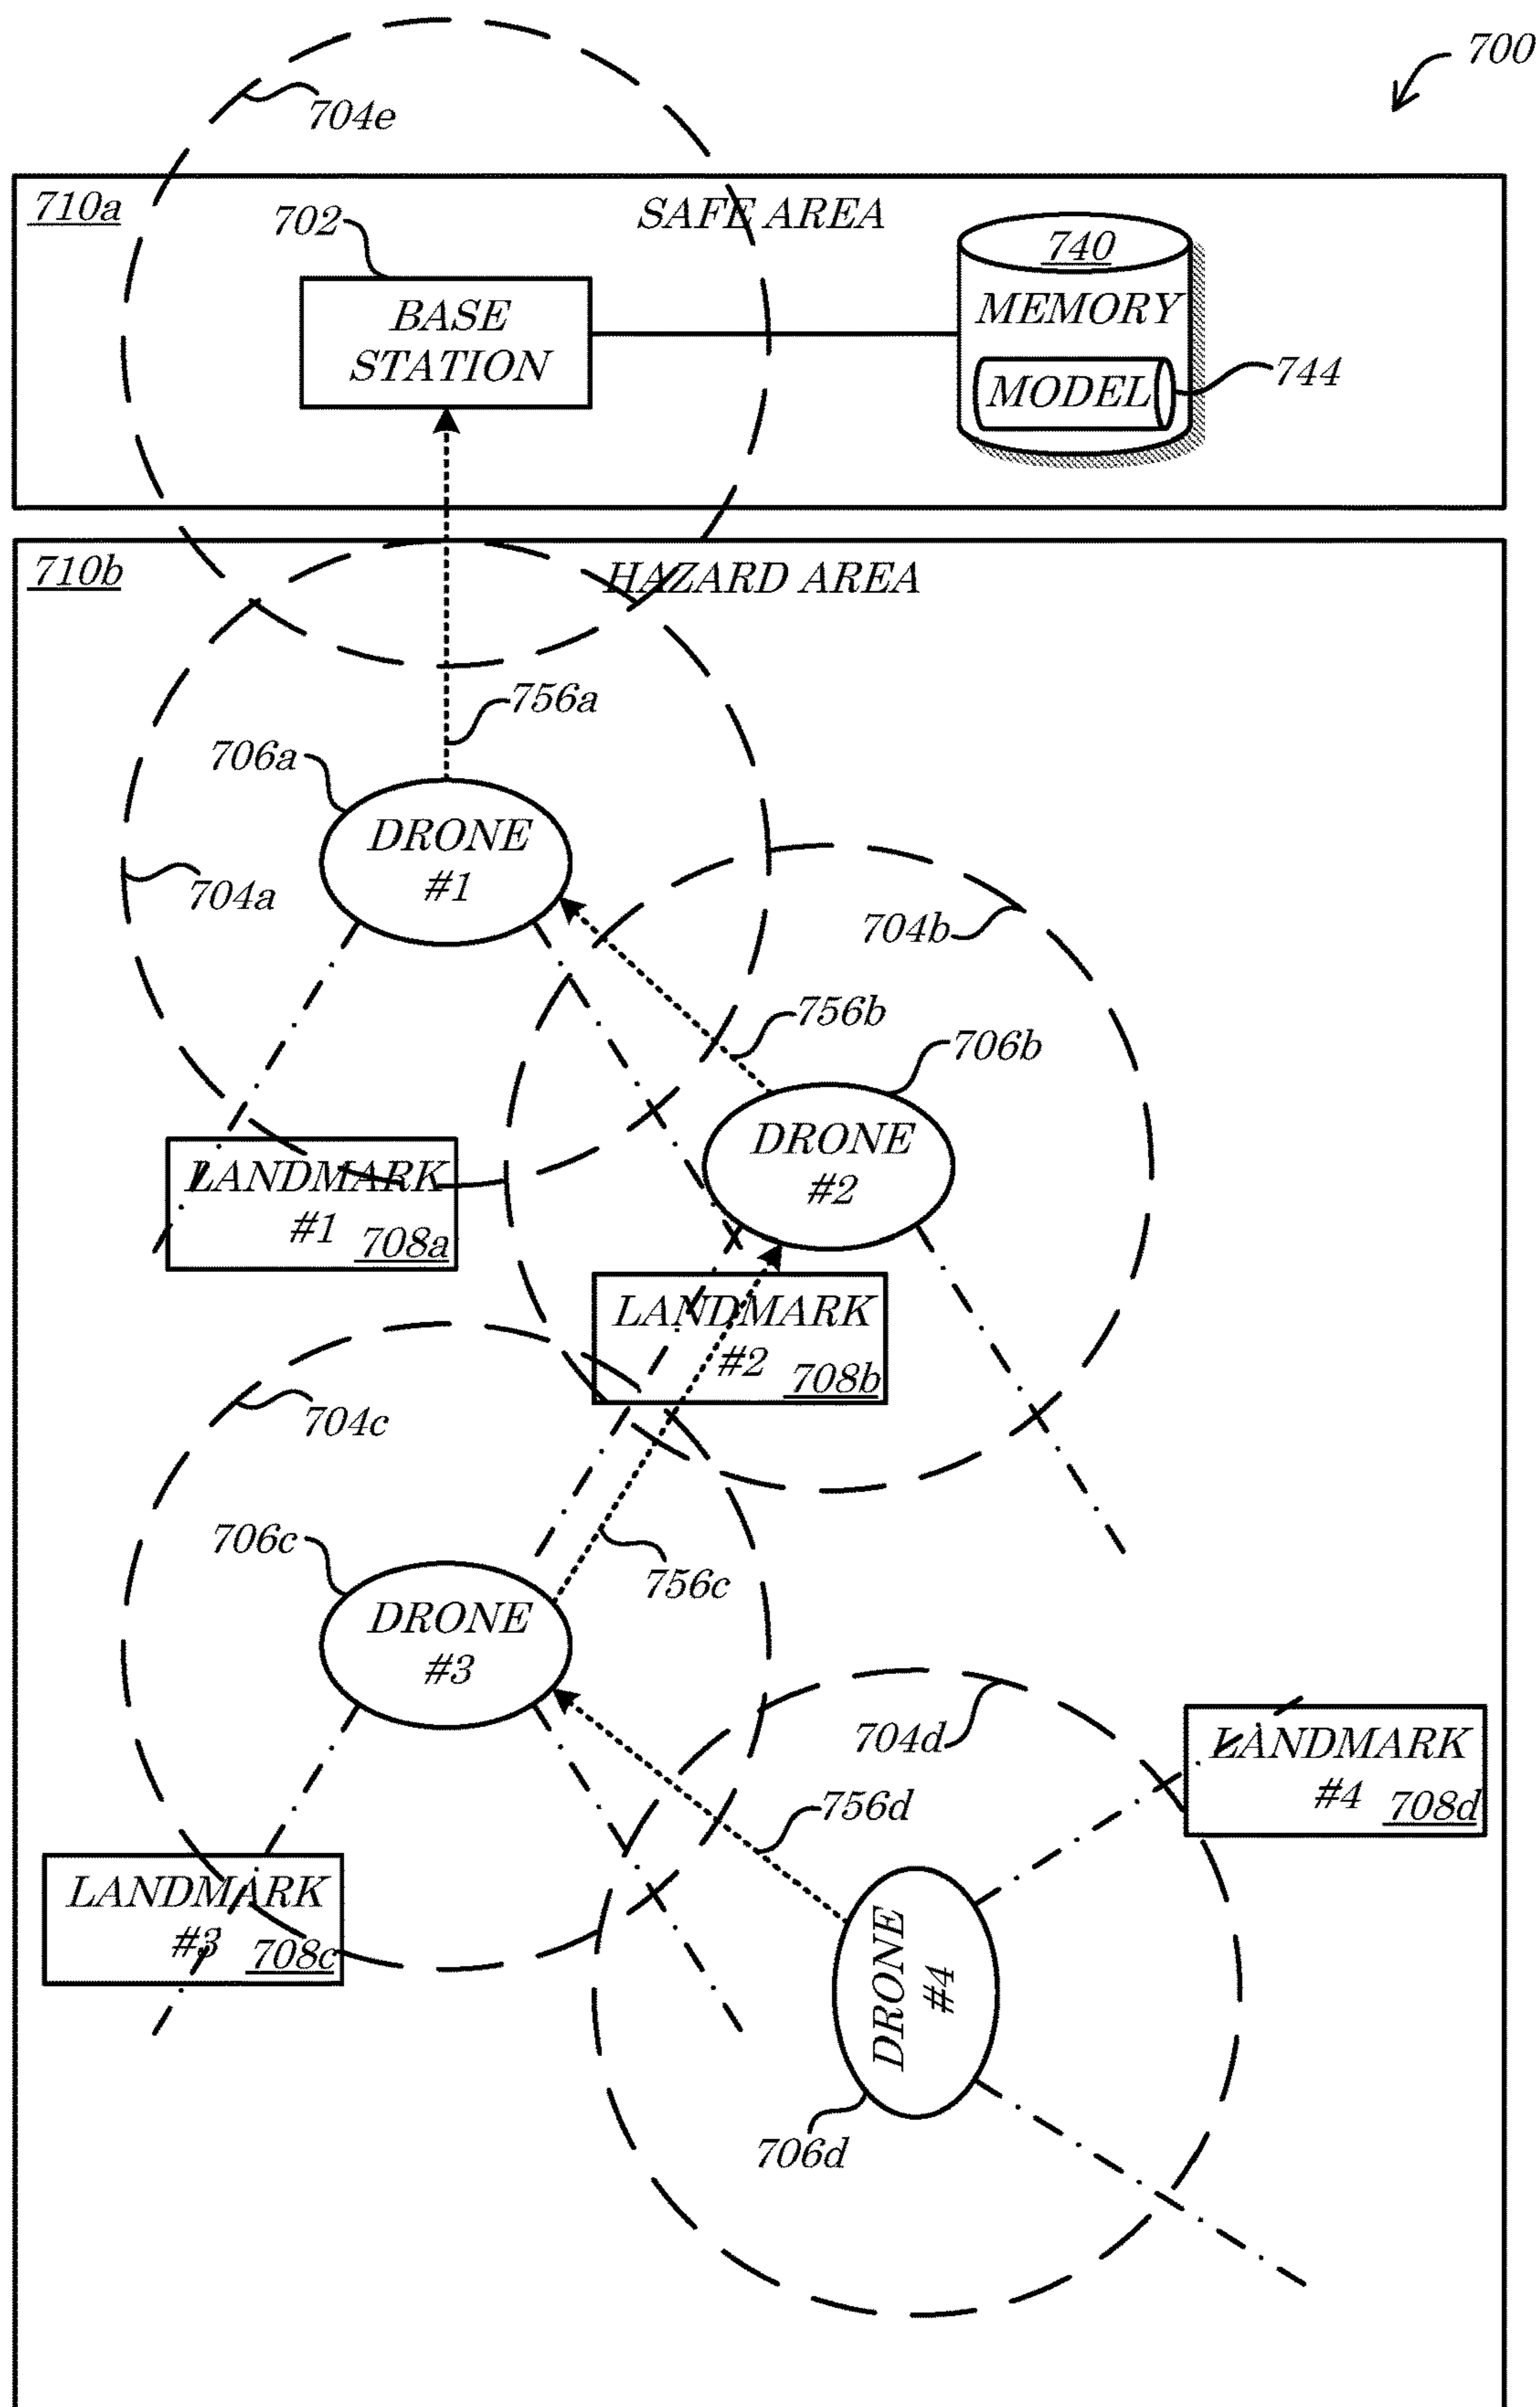 700
704e
710a
SAFE AREA
702
740
BASE
STATION
MEMORY
MODEL
744
710b
HAZARD AREA
756a
706a
DRONE
#1
704a
704b
756b
706b
DRONE
#2
LANDMARK
#1
708a
LANDMARK
#2
708b
704c
706c
756c
DRONE
#3
704d
LANDMARK
#4
708d
756d
LANDMARK
#3
708c
DRONE
#4
706d